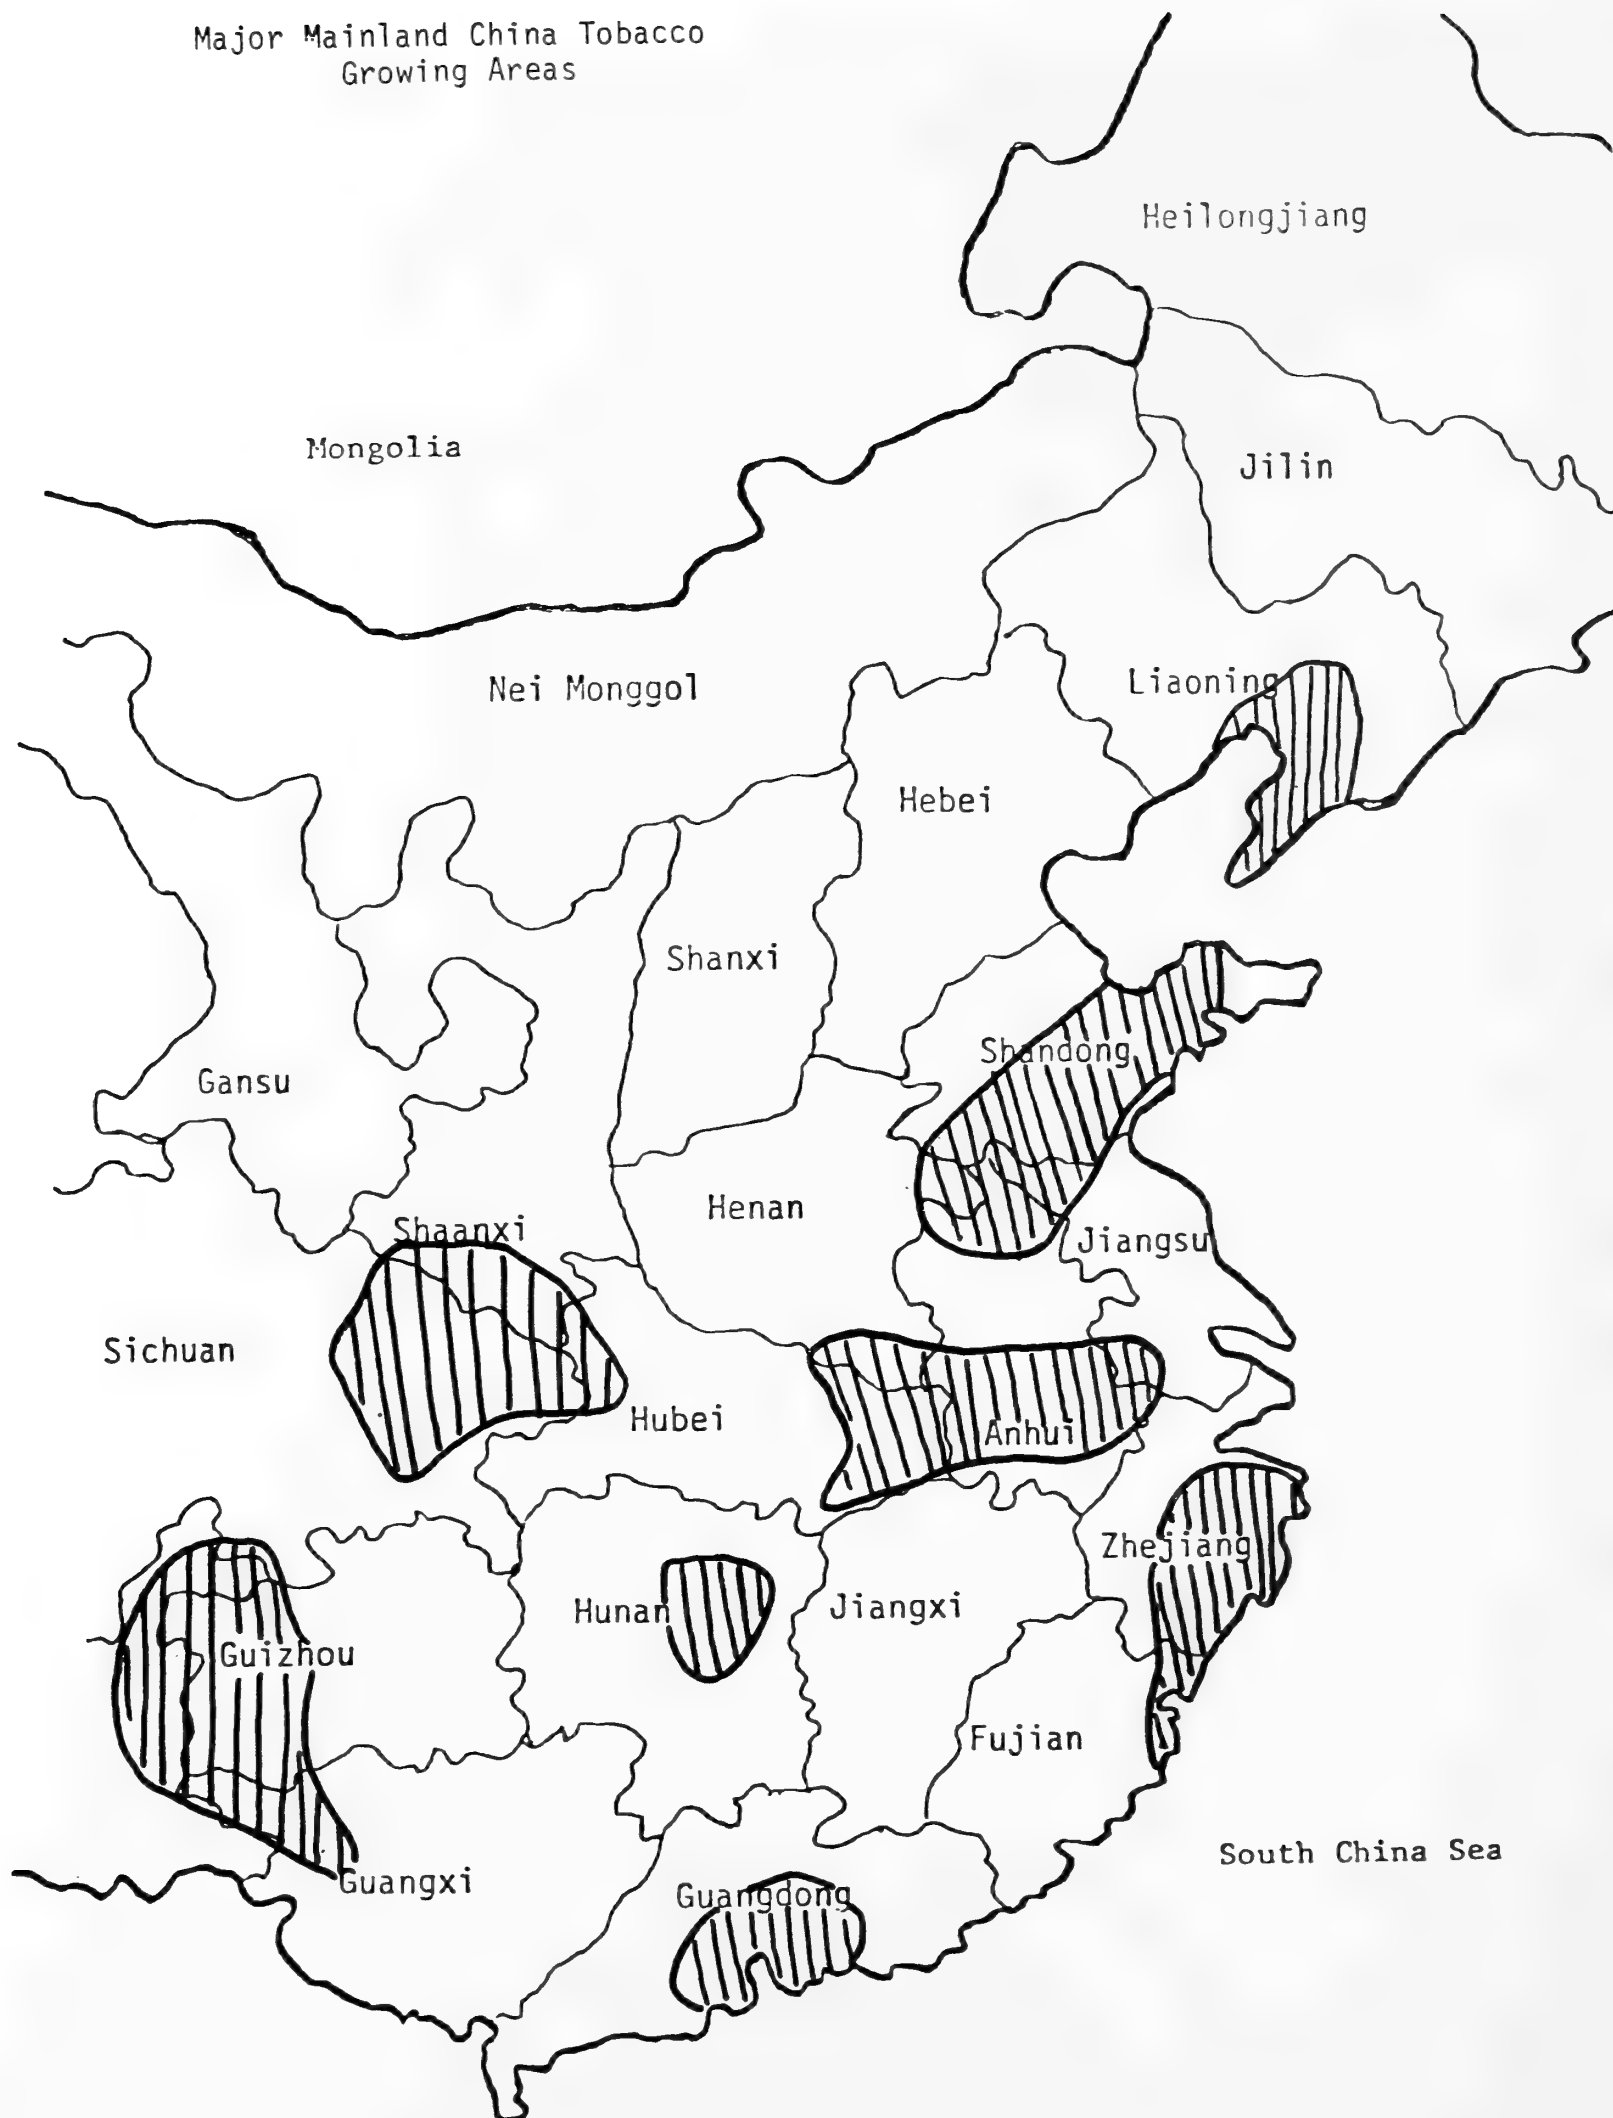 Major Mainland China Tobacco
Growing Areas
Heilongjiang
Mongolia
Jilin
Nei Monggol
Liaoning
Hebei
Shanxi
Shandong
Gansu
Henan
Shaanxi
Jiangsu
Sichuan
Hubei
Anhui
Zhejiang
Hunan
Jiangxi
Guizhou
Fujian
South China Sea
Guangxi
Guangdong